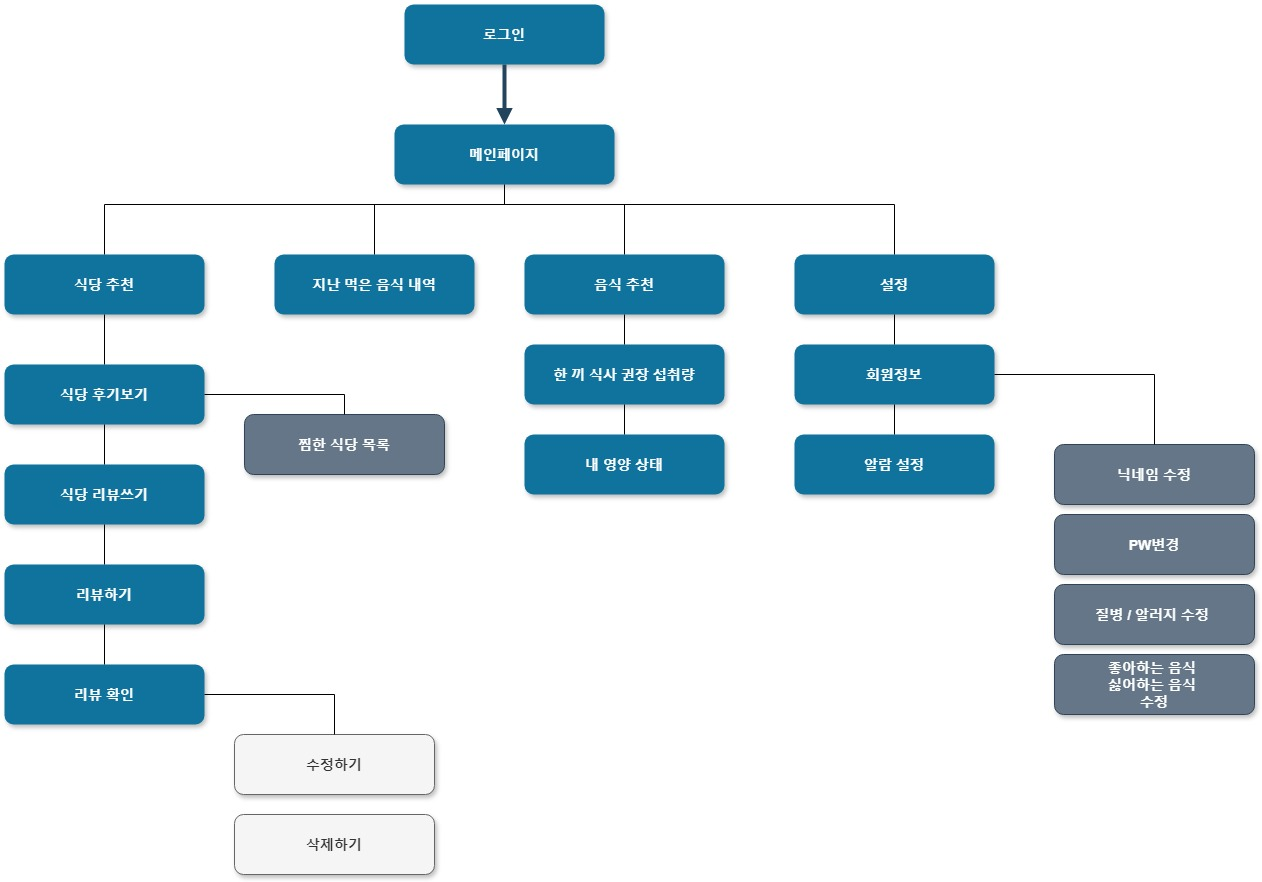 로그인
메인페이지
식당 추천
지난 먹은 음식 내역
음식 추천
설정
식당 후기보기
한 끼 식사 권장 섭취량
회원정보
찜한 식당 목록
식당 리뷰쓰기
내 영양 상태
알람 설정
닉네임 수정
PW변경
리뷰하기
질병 / 알러지 수정
리뷰 확인
좋아하는 음식
싫어하는 음식
수정
수정하기
삭제하기